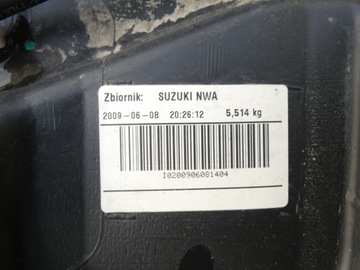 Zbiornik: SUZUKI NWA
2009-06-08 20:26:12 5,514 kg
I0200906081404